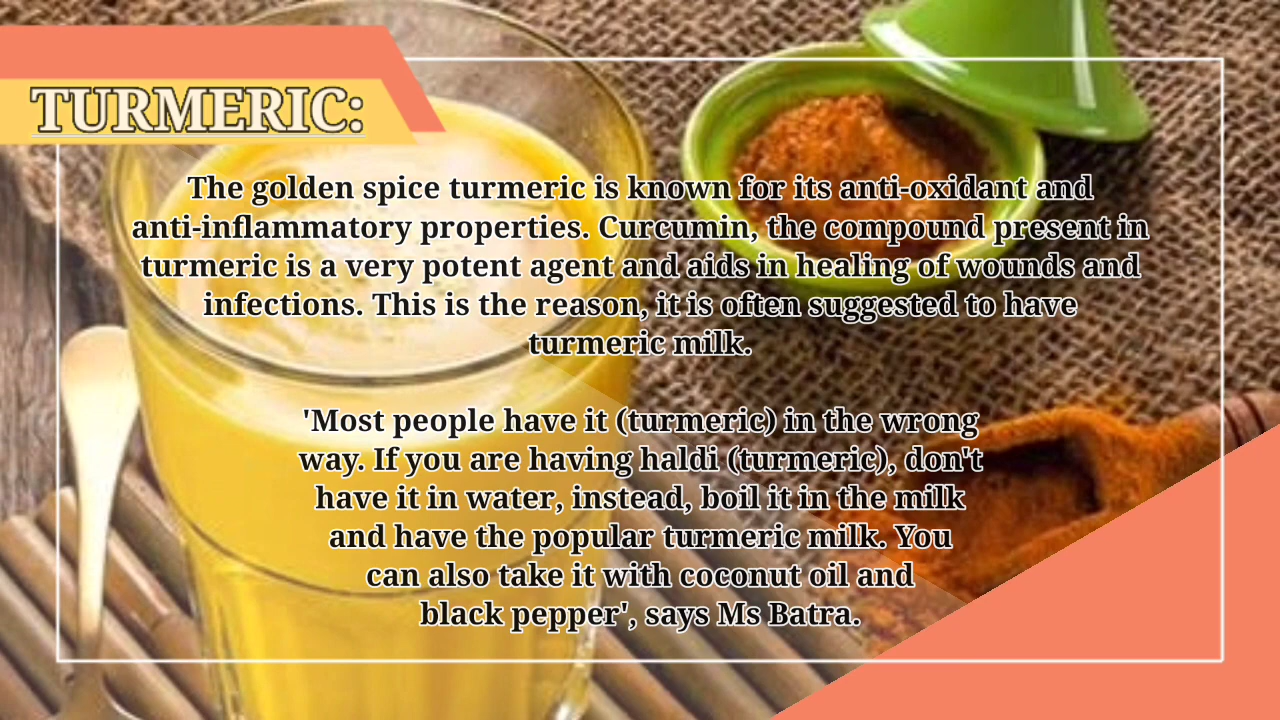 TURMERIC:
The golden spice turmeric is known for its anti-oxidant and
anti-inflammatory properties. Curcumin, the compound present in
turmeric is a very potent agent and aids in healing of wounds and
infections. This is the reason, it is often suggested to have
turmeric milk.
'Most people have it (turmeric) in the wrong
way. If you are having haldi (turmeric), don't
have it in water, instead, boil it in the milk
and have the popular turmeric milk. You
can also take it with coconut oil and
black pepper', says Ms Batra.